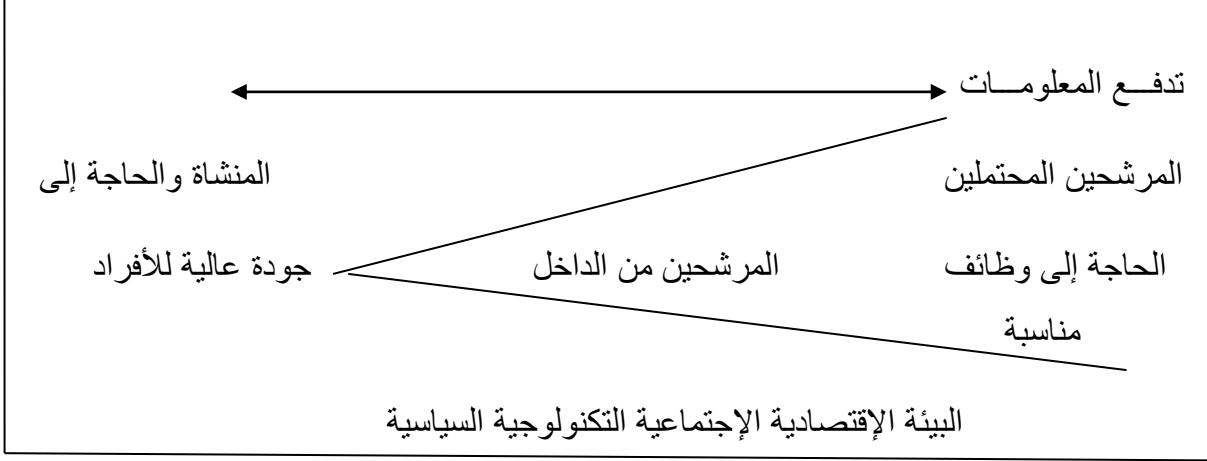 تدفـــع المعلومـــات
المرشحين المحتملين
المنشاة والحاجة إلى
الحاجة إلى وظائف
المرشحين من الداخل
جودة عالية للأفراد
مناسبة
البيئة الإقتصادية الإجتماعية التكنولوجية السياسية